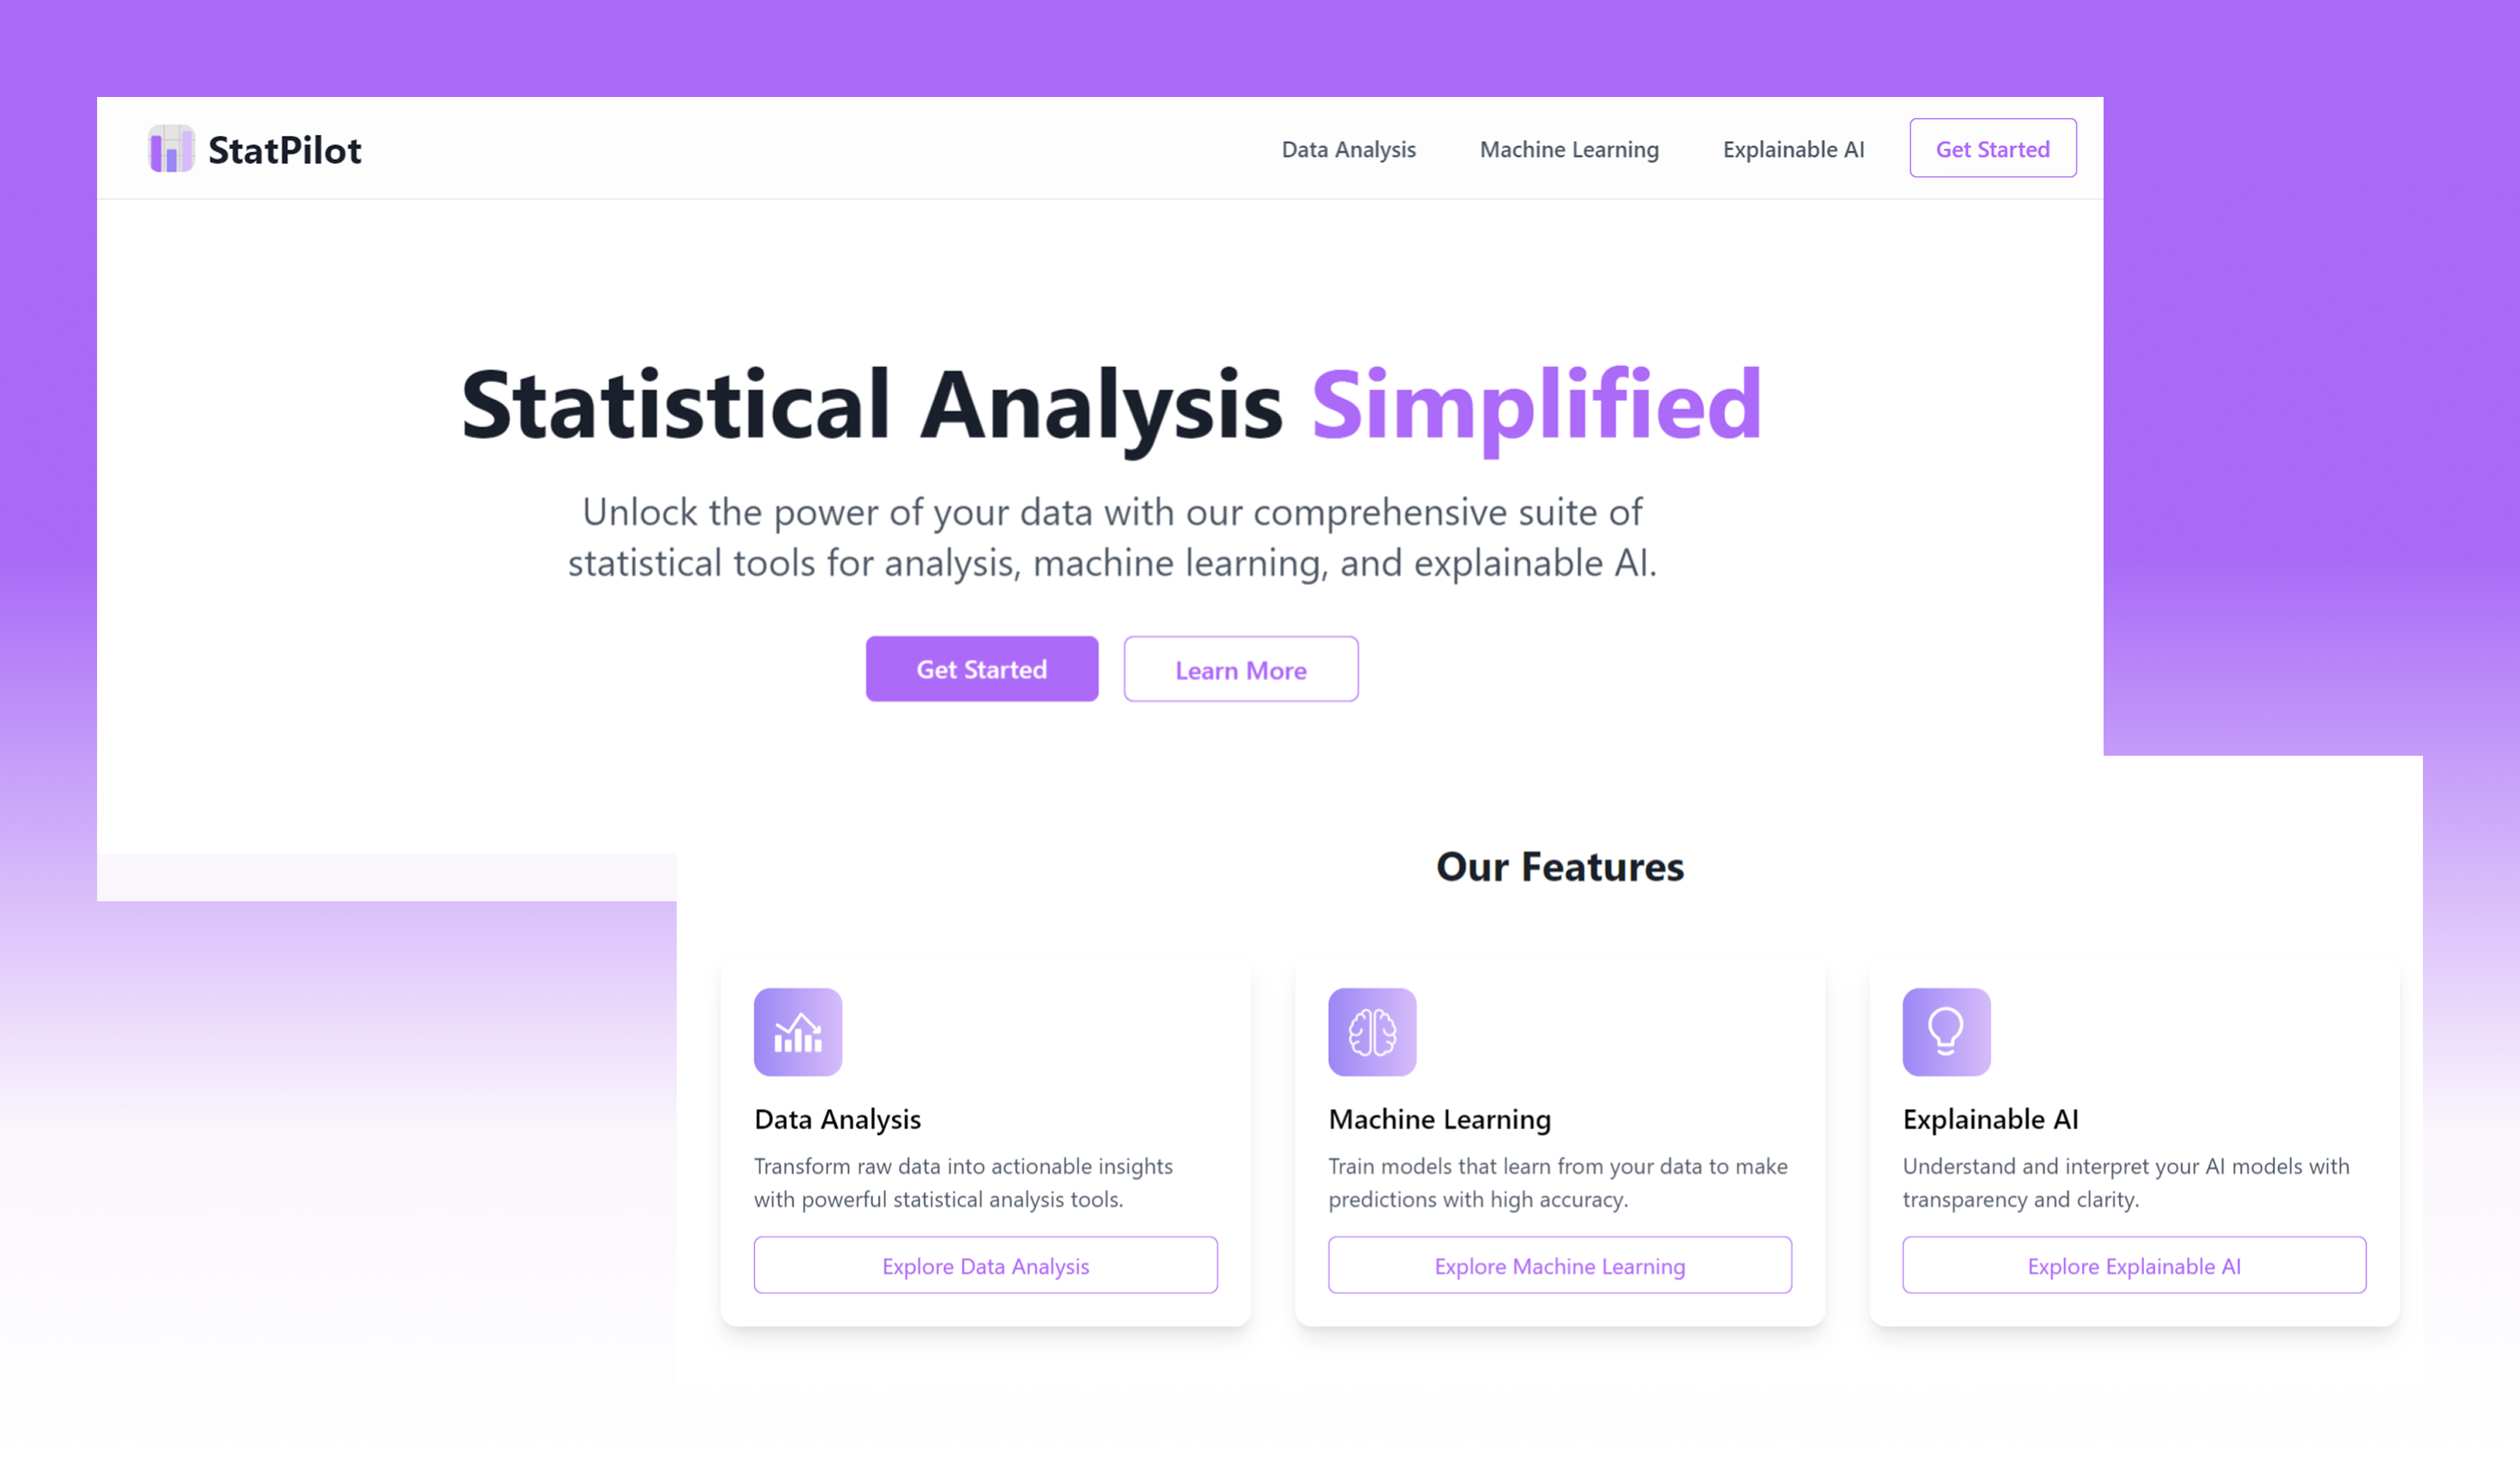 StatPilot
Data Analysis
Machine Learning
Explainable AI
Get Started
Statistical Analysis Simplified
Unlock the power of your data with our comprehensive suite of
statistical tools for analysis, machine learning, and explainable AI.
Get Started
Learn More
Our Features
Data Analysis
Transform raw data into actionable insights
with powerful statistical analysis tools.
Explore Data Analysis
Machine Learning
Train models that learn from your data to make
predictions with high accuracy.
Explore Machine Learning
Explainable AI
Understand and interpret your AI models with
transparency and clarity.
Explore Explainable AI